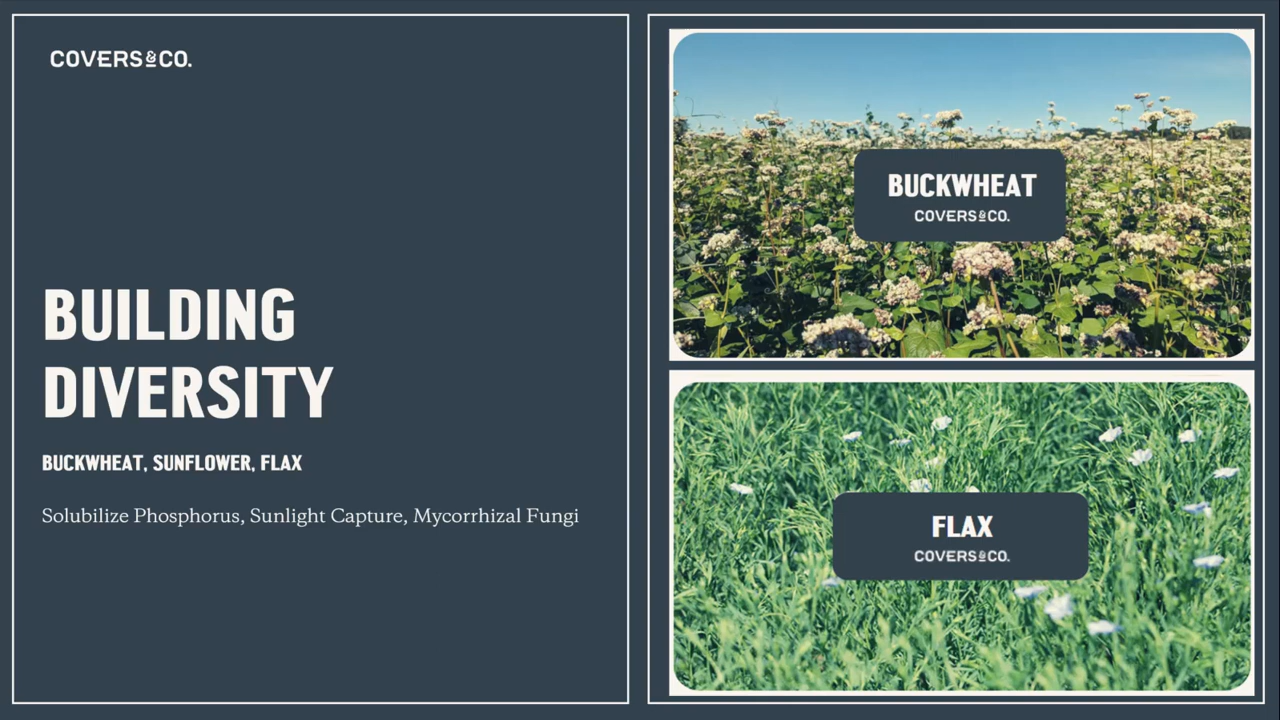 COVERS&CO.
BUILDING
DIVERSITY
BUCKWHEAT, SUNFLOWER, FLAX
Solubilize Phosphorus, Sunlight Capture, Mycorrhizal Fungi
BUCKWHEAT
COVERS&CO.
FLAX
COVERS&CO.